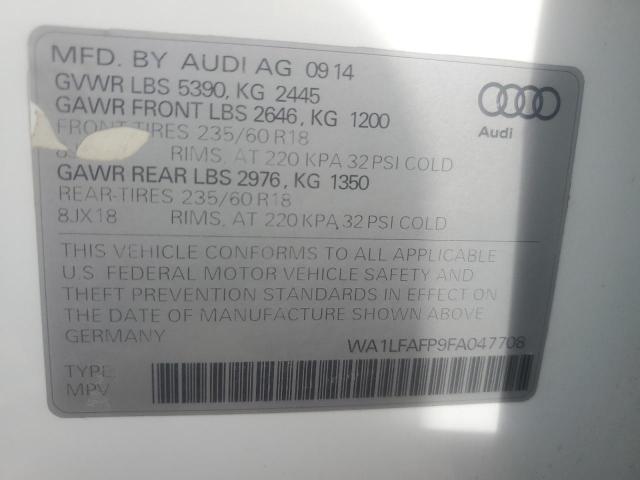 MFD. BY AUDI AG 09 14
GVWR LBS 5390, KG 2445
GAWR FRONT LBS 2646, KG 1200
FRONT-TIRES 235/60 R18
RIMS, AT 220 KPA 32 PSI COLD
GAWR REAR LBS 2976, KG 1350
REAR-TIRES 235/60 R18
8JX18 RIMS, AT 220 KPA, 32 PSI COLD
Audi
THIS VEHICLE CONFORMS TO ALL APPLICABLE
U.S. FEDERAL MOTOR VEHICLE SAFETY AND
THEFT PREVENTION STANDARDS IN EFFECT ON
THE DATE OF MANUFACTURE SHOWN ABOVE
GERMANY
WA1LFAFP9FA047708
TYPE:
MPV